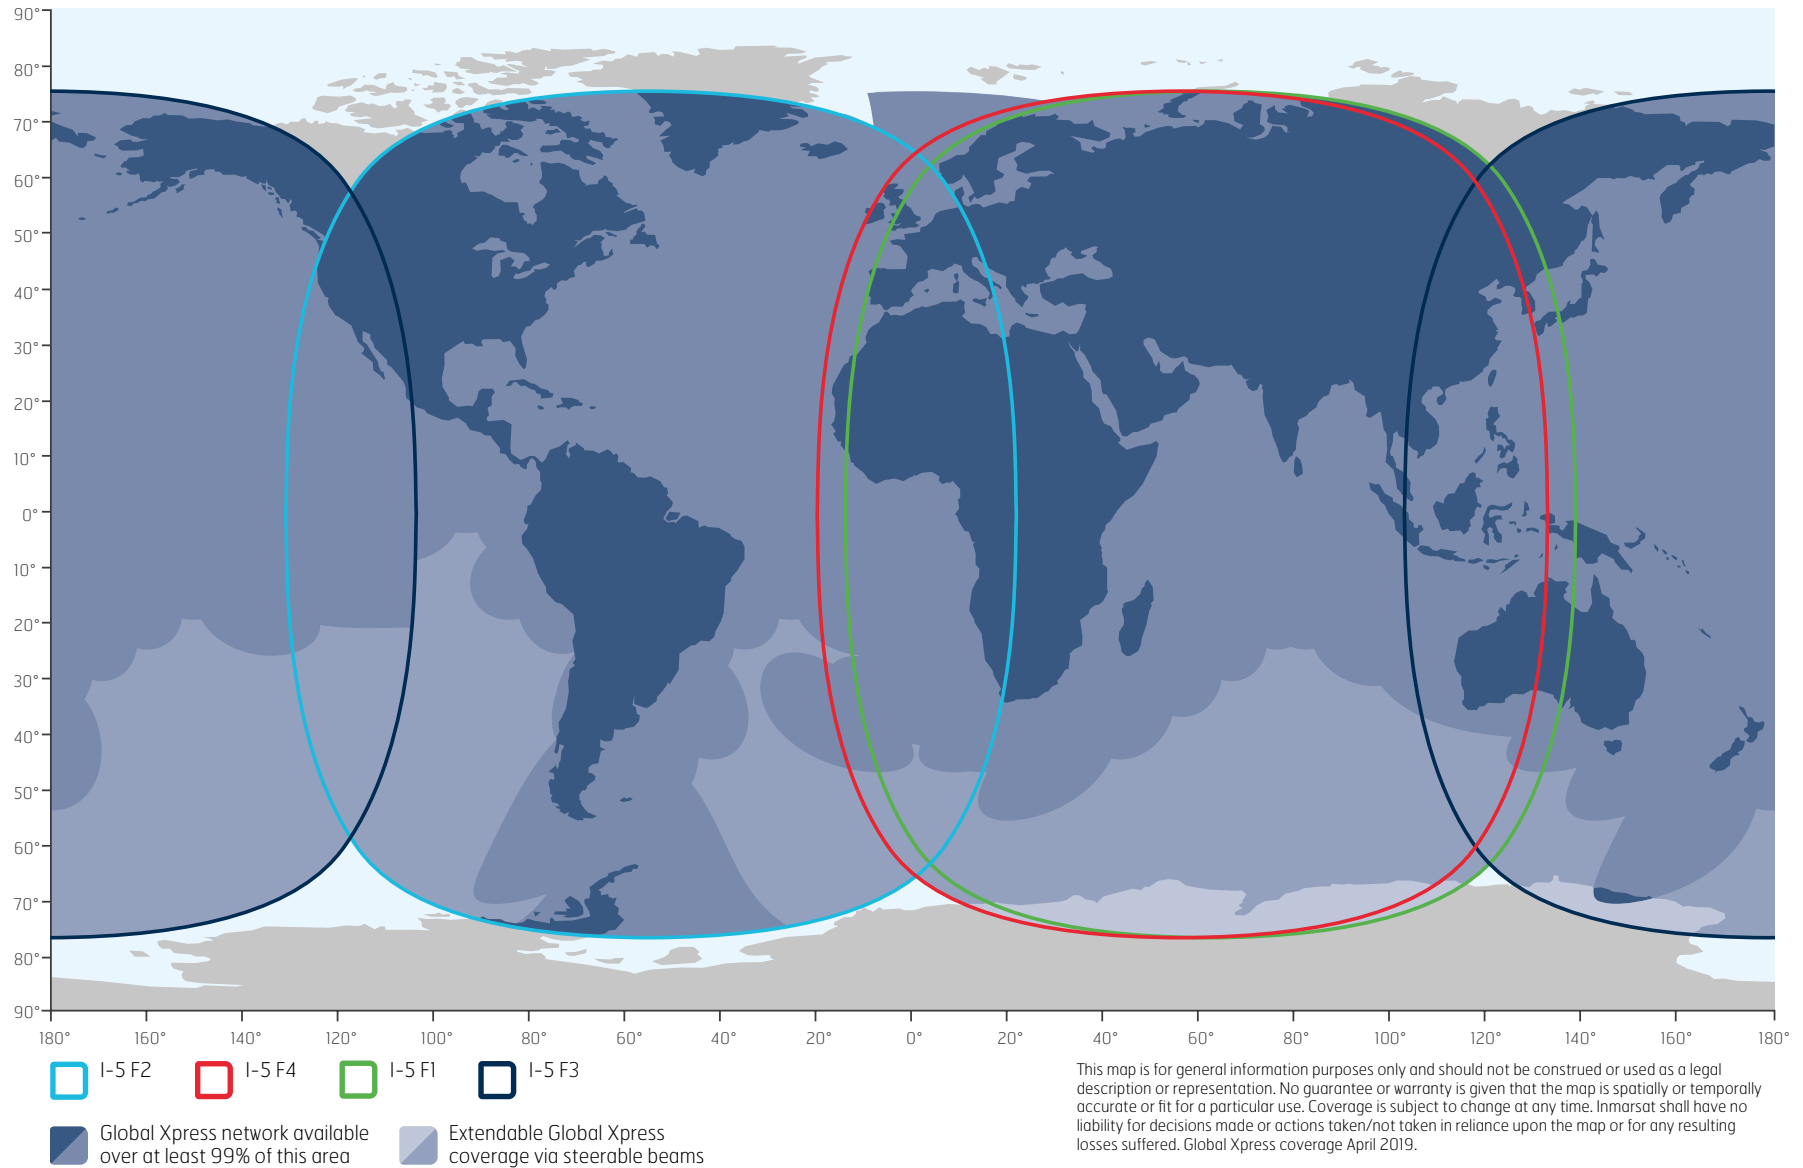 90°
80°
70°
60°
50°
40°
30°
20°
10°
0°
10°
20°
30°
40°
50°
60°
70°
80°
90°
180° 160° 140° 120° 100° 80° 60° 40° 20° 0° 20° 40° 60° 80° 100° 120° 140° 160° 180°
I-5 F2 I-5 F4 I-5 F1 I-5 F3
Global Xpress network available
over at least 99% of this area
Extendable Global Xpress
coverage via steerable beams
This map is for general information purposes only and should not be construed or used as a legal
description or representation. No guarantee or warranty is given that the map is spatially or temporally
accurate or fit for a particular use. Coverage is subject to change at any time. Inmarsat shall have no
liability for decisions made or actions taken/not taken in reliance upon the map or for any resulting
losses suffered. Global Xpress coverage April 2019.